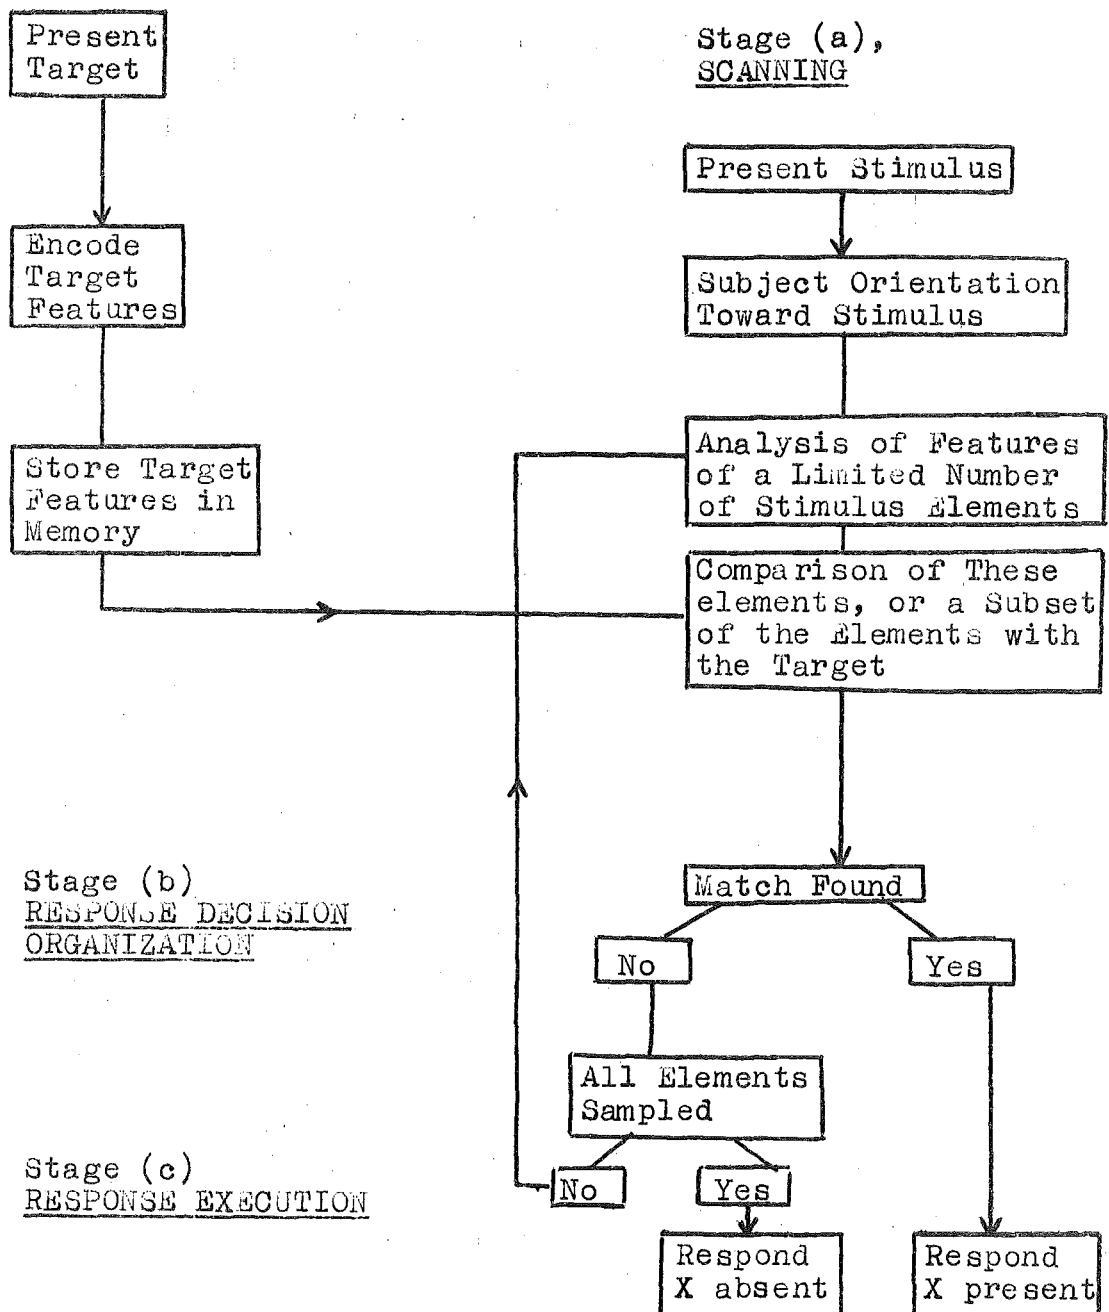 Present
Target
Encode
Target
Features
Store Target
Features in
Memory
Stage (a),
SCANNING
Present Stimulus
Subject Orientation
Toward Stimulus
Analysis of Features
of a Limited Number
of Stimulus Elements
Comparison of These
elements, or a Subset
of the Elements with
the Target
Stage (b)
RESPONSE DECISION
ORGANIZATION
Match Found
No
Yes
All Elements
Sampled
Stage (c)
RESPONSE EXECUTION
No
Yes
Respond
X absent
Respond
X present